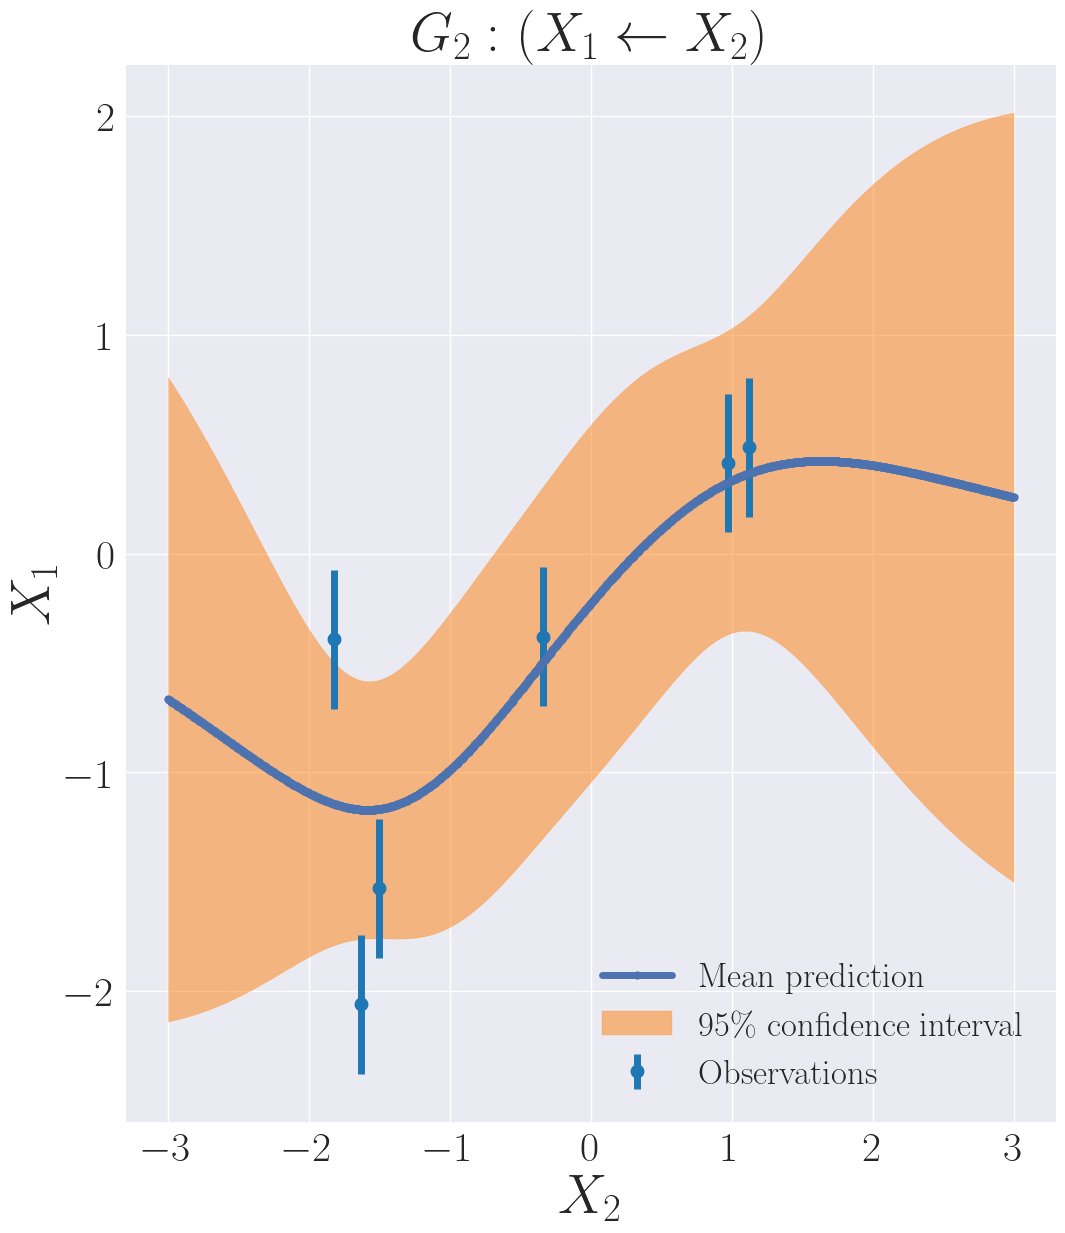 G₂ : (X₁ ← X₂)
2
1
0
−1
−2
X₁
Mean prediction
95% confidence interval
Observations
−3 −2 −1 0 1 2 3
X₂